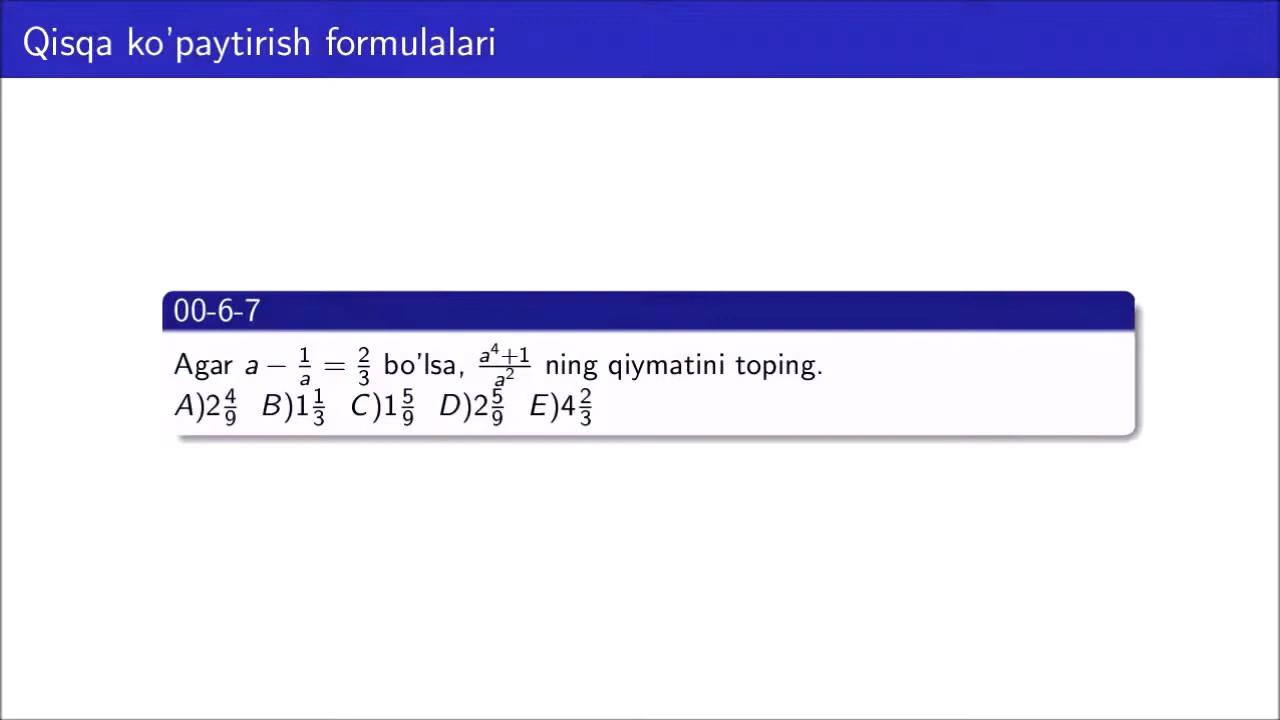 Qisqa ko'paytirish formulalari
00-6-7
Agar a − 1/a = 2/3 bo'lsa, a⁴+1/a² ning qiymatini toping.
A)2 4/9 B)1 1/3 C)1 5/9 D)2 5/9 E)4 2/3